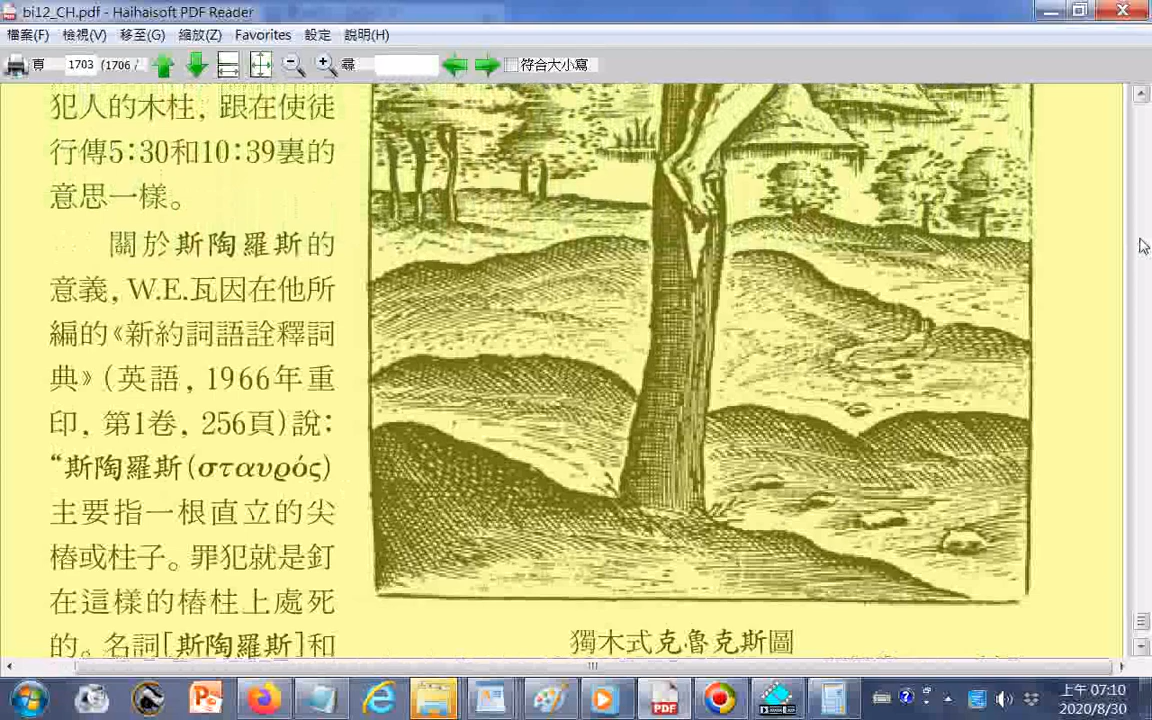 bi12_CH.pdf - Haihaisoft PDF Reader
檔案(F) 檢視(V) 移至(G) 縮放(Z) Favorites 設定 說明(H)
頁 1703 (1706 / 尋 符合大小寫
犯人的木柱，跟在使徒
行傳5:30和10:39裏的
意思一樣。
關於斯陶羅斯的
意義，W.E.瓦因在他所
編的《新約詞語詮釋詞
典》（英語，1966年重
印，第1卷，256頁）說：
“斯陶羅斯(σταυρός)
主要指一根直立的尖
樁或柱子。罪犯就是釘
在這樣的樁柱上處死
的。名詞[斯陶羅斯]和
獨木式克魯克斯圖
PDF
上午 07:10
2020/8/30